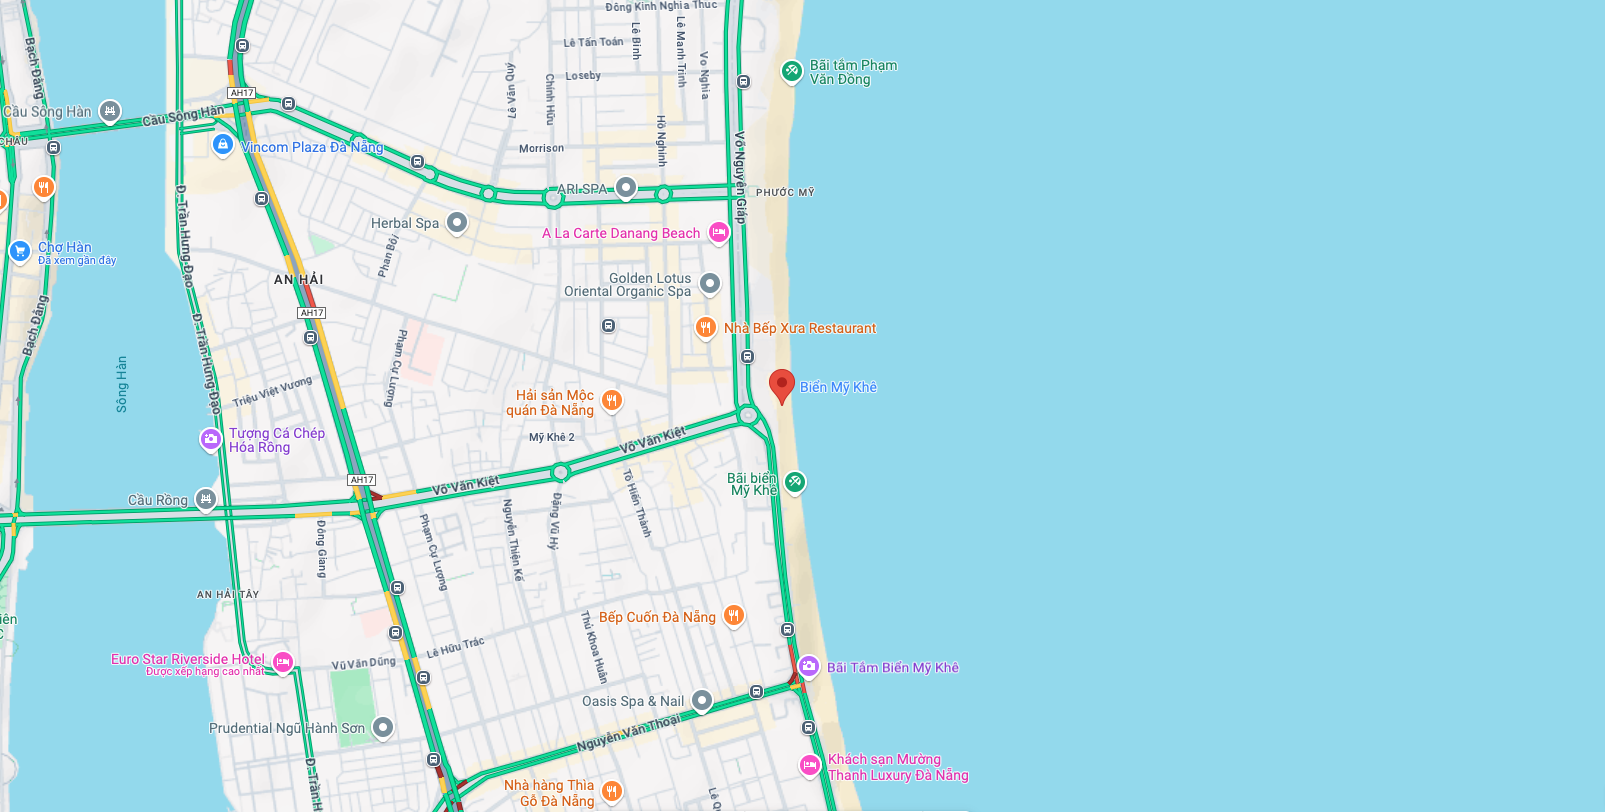 Đông Kinh Nghĩa Thục
Lê Tấn Toán
Lê Bình
Lê Mạnh Trinh
Vo Nghia
Loseby
Bạch Đằng
Cầu Sông Hàn
Cầu Sông Hàn
AH17
Chính Hữu
Bãi tắm Phạm
Văn Đồng
Vincom Plaza Đà Nẵng
Morrison
Hồ Nghinh
Võ Nguyên Giáp
PHƯỚC MỸ
ARI SPA
Đ. Trần Hưng Đạo
Herbal Spa
A La Carte Danang Beach
Phan Bôi
Chợ Hàn
Đã xem gần đây
AN HẢI
Golden Lotus
Oriental Organic Spa
AH17
Bạch Đằng
Nhà Bếp Xưa Restaurant
Sông Hàn
Phạm Cự Lượng
Triệu Việt Vương
Đ. Trần Hưng Đạo
Biển Mỹ Khê
Hải sản Mộc
quán Đà Nẵng
Tượng Cá Chép
Hóa Rồng
Mỹ Khê 2
Võ Văn Kiệt
AH17
Võ Văn Kiệt
Bãi biển
Mỹ Khê
Cầu Rồng
Tô Hiến Thành
Đặng Vũ Hỷ
Nguyễn Thiện Kế
Phạm Cự Lượng
Đông Giang
AN HẢI TÂY
Bếp Cuốn Đà Nẵng
Thủ Khoa Huân
Lê Hữu Trác
Vũ Văn Dũng
Euro Star Riverside Hotel
Được xếp hạng cao nhất
Bãi Tắm Biển Mỹ Khê
Oasis Spa & Nail
Prudential Ngũ Hành Sơn
Nguyễn Văn Thoại
Đ. Trần H
Khách sạn Mường
Thanh Luxury Đà Nẵng
Nhà hàng Thìa
Gỗ Đà Nẵng